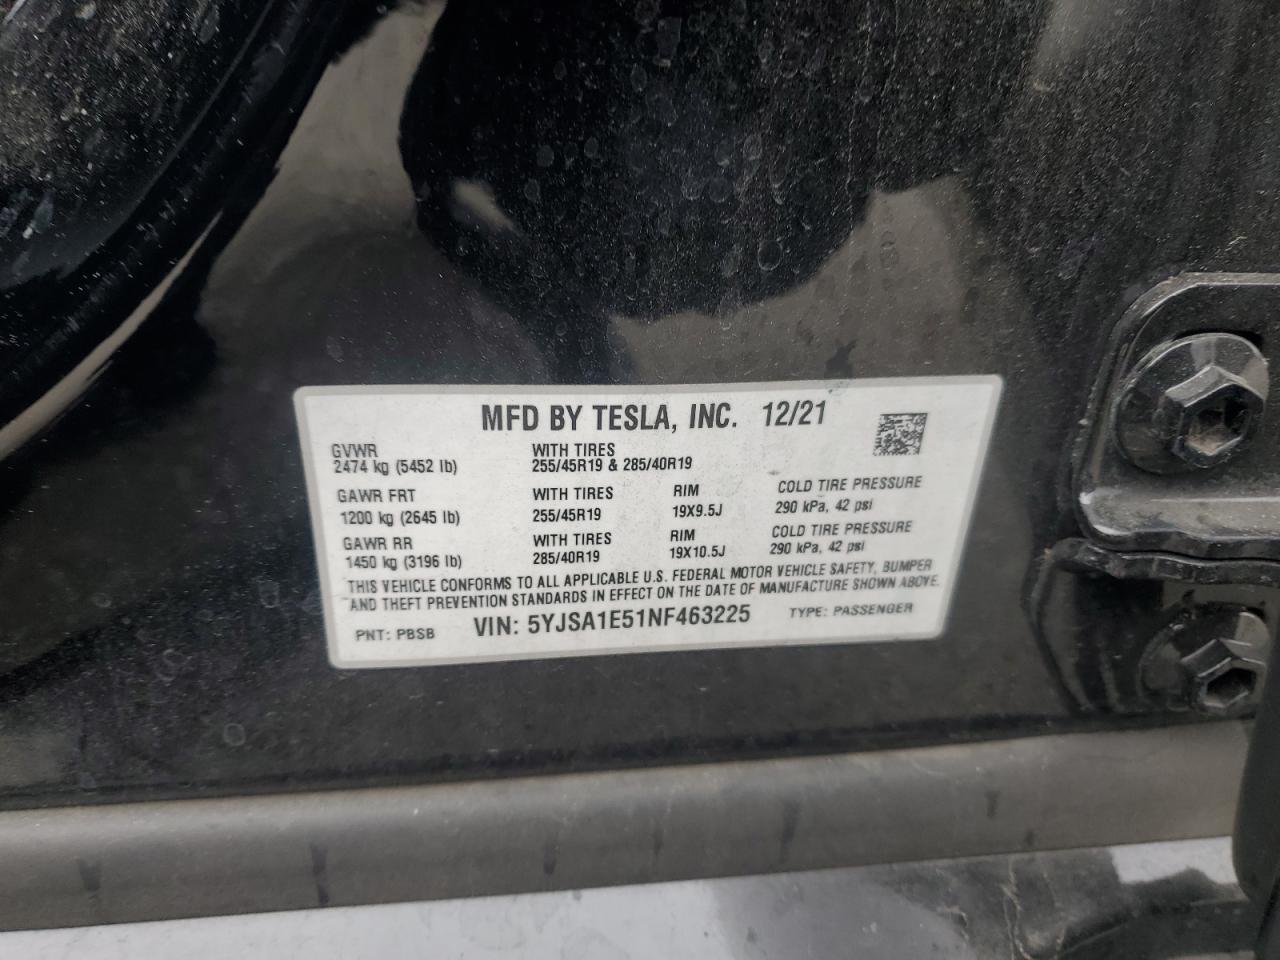 MFD BY TESLA, INC. 12/21
GVWR WITH TIRES
2474 kg (5452 lb) 255/45R19 & 285/40R19
GAWR FRT WITH TIRES RIM COLD TIRE PRESSURE
1200 kg (2645 lb) 255/45R19 19X9.5J 290 kPa, 42 psi
GAWR RR WITH TIRES RIM COLD TIRE PRESSURE
1450 kg (3196 lb) 285/40R19 19X10.5J 290 kPa, 42 psi
THIS VEHICLE CONFORMS TO ALL APPLICABLE U.S. FEDERAL MOTOR VEHICLE SAFETY, BUMPER
AND THEFT PREVENTION STANDARDS IN EFFECT ON THE DATE OF MANUFACTURE SHOWN ABOVE.
PNT: PBSB VIN: 5YJSA1E51NF463225 TYPE: PASSENGER